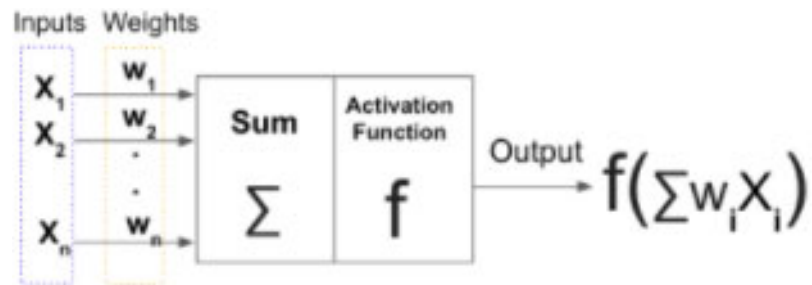 Inputs Weights
X₁ w₁
X₂ w₂
.
.
Xₙ wₙ
Sum
Σ
Activation
Function
f
Output
f(∑wᵢXᵢ)